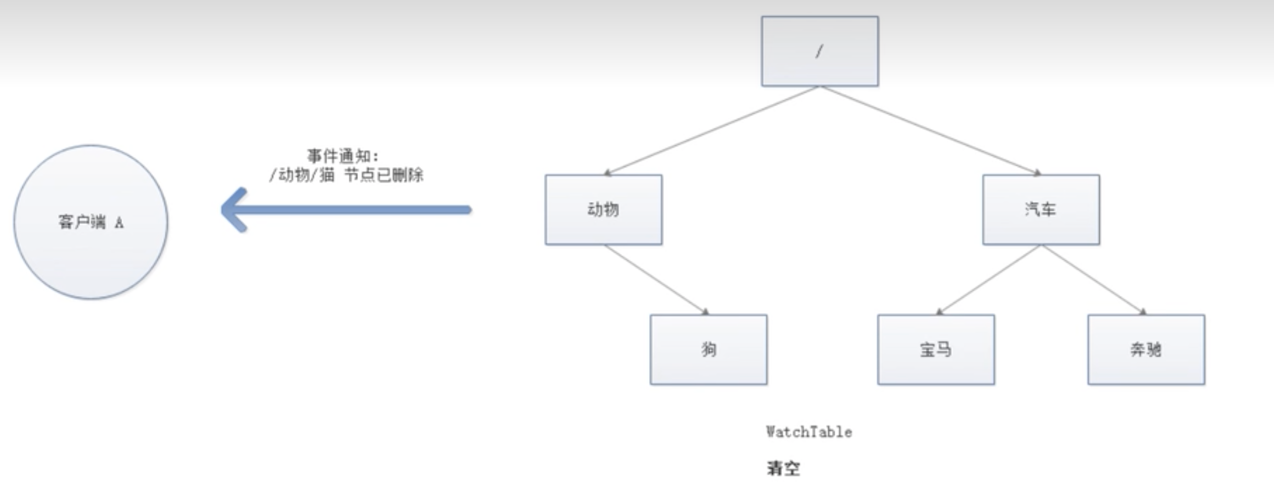 /
事件通知：
/动物/猫 节点已删除
客户端 A
动物
汽车
狗
宝马
奔驰
WatchTable
清空